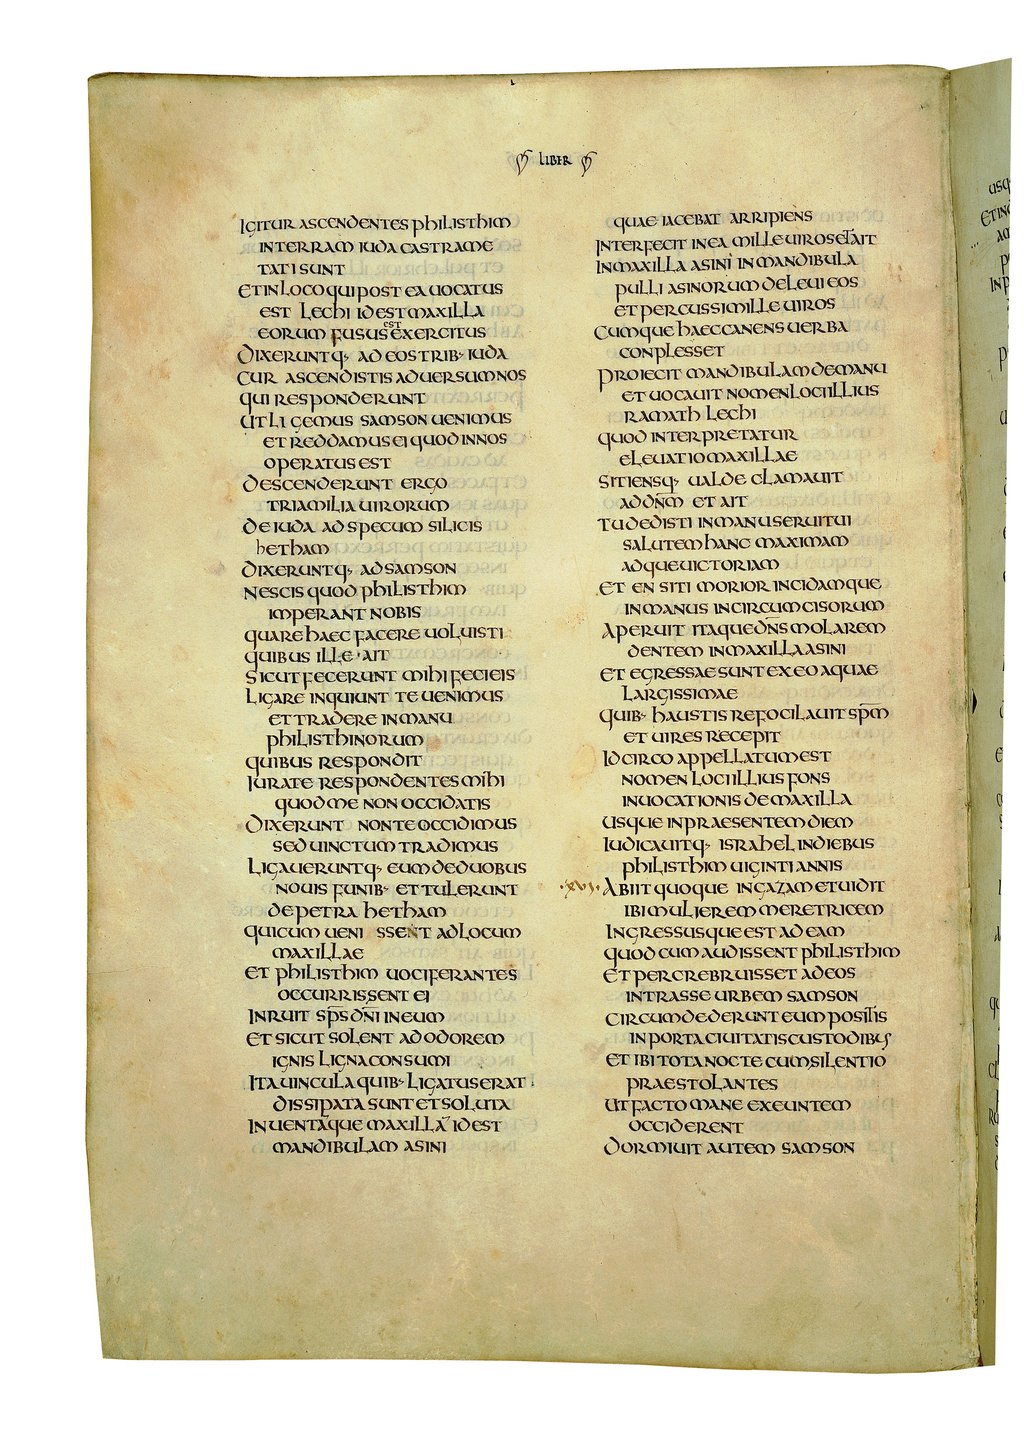 LIBER
IGITUR ASCENDENTES PHILISTHIM
IN TERRAM IUDA CASTRAME
TATI SUNT
ET IN LOCO QUI POSTEA UOCATUS
EST LECHI ID EST MAXILLA
EORUM FUSUS EST EXERCITUS
DIXERUNTQ· AD EOS TRIB· IUDA
CUR ASCENDISTIS ADUERSUM NOS
QUI RESPONDERUNT
UT LIGEMUS SAMSON UENIMUS
ET REDDAMUS EI QUOD IN NOS
OPERATUS EST
DESCENDERUNT ERGO
TRIA MILIA UIRORUM
DE IUDA AD SPECUM SILICIS
HETHAM
DIXERUNTQ· AD SAMSON
NESCIS QUOD PHILISTHIM
IMPERANT NOBIS
QUARE HAEC FACERE UOLUISTI
QUIBUS ILLE · AIT
SICUT FECERUNT MIHI FECI EIS
LIGARE INQUIUNT TE UENIMUS
ET TRADERE IN MANU
PHILISTHINORUM
QUIBUS RESPONDIT
IURATE RESPONDENTES MIHI
QUOD ME NON OCCIDATIS
DIXERUNT NON TE OCCIDIMUS
SED UINCTUM TRADIMUS
LIGAUERUNTQ· EUM DEDUOBUS
NOUIS FUNIB· ET TULERUNT
DE PETRA HETHAM
QUI CUM UENI SSENT AD LOCUM
MAXILLAE
ET PHILISTHIM UOCIFERANTES
OCCURRISSENT EI
INRUIT SPS DNI IN EUM
ET SICUT SOLENT AD ODOREM
IGNIS LIGNA CONSUMI
ITA UINCULA QUIB· LIGATUS ERAT
DISSIPATA SUNT ET SOLUTA
INUENTAQUE MAXILLA ID EST
MANDIBULAM ASINI
QUAE IACEBAT ARRIPIENS
INTERFECIT IN EA MILLE UIROS ET AIT
IN MAXILLA ASINI IN MANDIBULA
PULLI ASINORUM DELEUI EOS
ET PERCUSSI MILLE UIROS
CUMQUE HAEC CANENS UERBA
CONPLESSET
PROIECIT MANDIBULAM DE MANU
ET UOCAUIT NOMEN LOCI ILLIUS
RAMATH LECHI
QUOD INTERPRETATUR
ELEUATIO MAXILLAE
SITIENSQ· UALDE CLAMAUIT
AD DNM ET AIT
TU DEDISTI IN MANU SERUI TUI
SALUTEM HANC MAXIMAM
ADQUE UICTORIAM
ET EN SITI MORIOR INCIDAMQUE
IN MANUS INCIRCUMCISORUM
APERUIT ITAQUE DNS MOLAREM
DENTEM IN MAXILLA ASINI
ET EGRESSAE SUNT EX EO AQUAE
LARGISSIMAE
QUIB· HAUSTIS REFOCILAUIT SPM
ET UIRES RECEPIT
IDCIRCO APPELLATUM EST
NOMEN LOCI ILLIUS FONS
INUOCATIONIS DE MAXILLA
USQUE IN PRAESENTEM DIEM
IUDICAUITQ· ISRAHEL IN DIEBUS
PHILISTHIM UIGINTI ANNIS
·XVI· ABIIT QUOQUE IN GAZAM ET UIDIT
IBI MULIEREM MERETRICEM
INGRESSUSQUE EST AD EAM
QUOD CUM AUDISSENT PHILISTHIM
ET PERCREBRUISSET AD EOS
INTRASSE URBEM SAMSON
CIRCUMDEDERUNT EUM POSITIS
IN PORTA CIUITATIS CUSTODIBUS
ET IBI TOTA NOCTE CUM SILENTIO
PRAESTOLANTES
UT FACTO MANE EXEUNTEM
OCCIDERENT
DORMIUIT AUTEM SAMSON